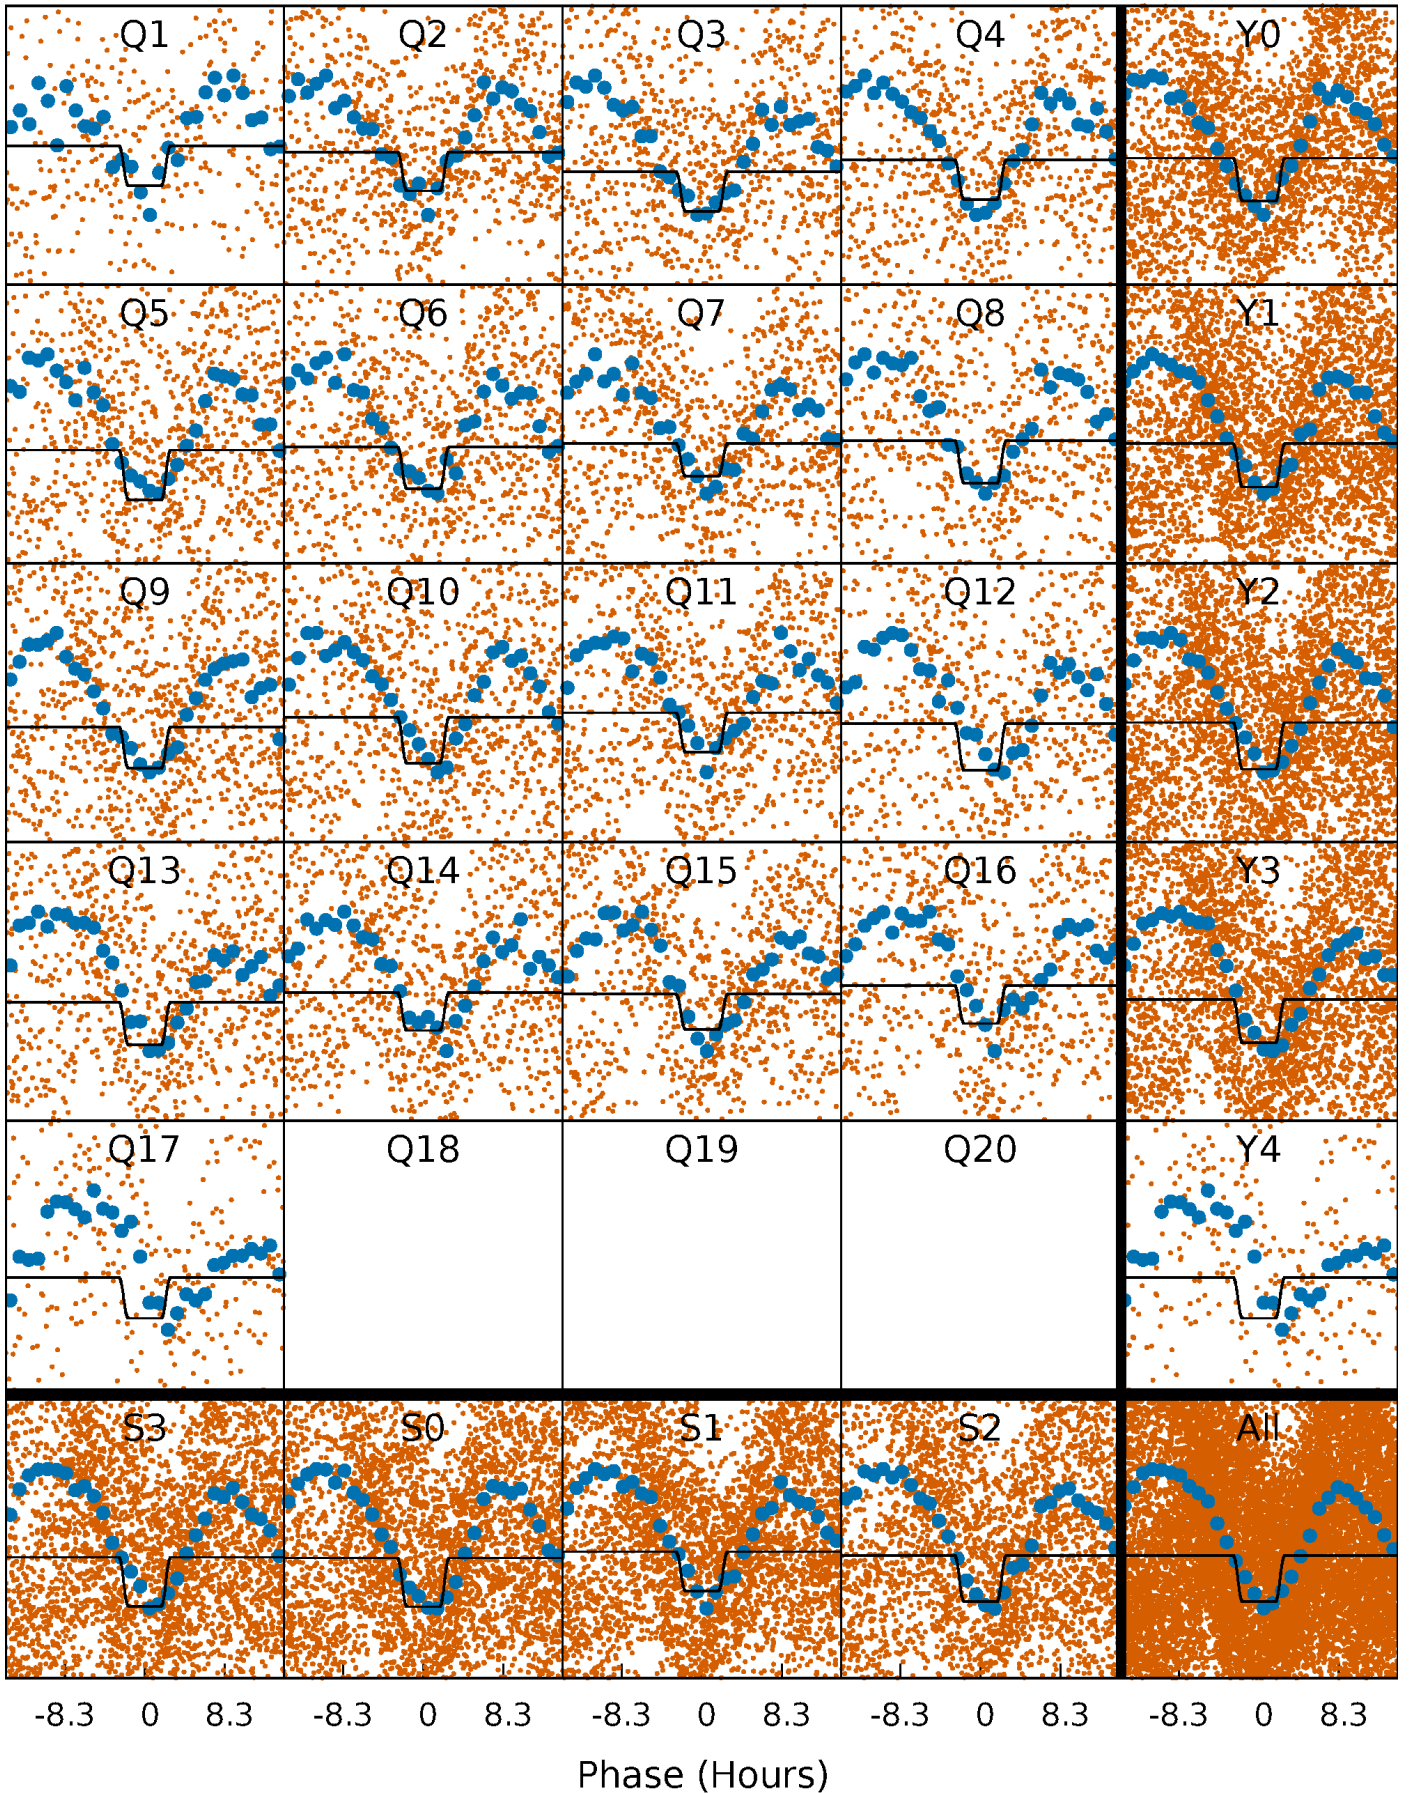 Q1 Q2 Q3 Q4 Y0
Q5 Q6 Q7 Q8 Y1
Q9 Q10 Q11 Q12 Y2
Q13 Q14 Q15 Q16 Y3
Q17 Q18 Q19 Q20 Y4
S3 S0 S1 S2 All
-8.3 0 8.3 -8.3 0 8.3 -8.3 0 8.3 -8.3 0 8.3 -8.3 0 8.3
Phase (Hours)